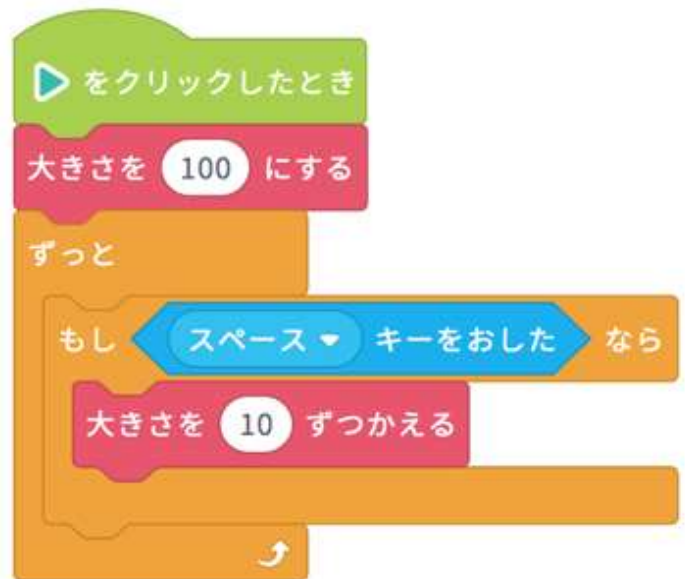 をクリックしたとき
大きさを 100 にする
ずっと
もし スペース キーをおした なら
大きさを 10 ずつかえる